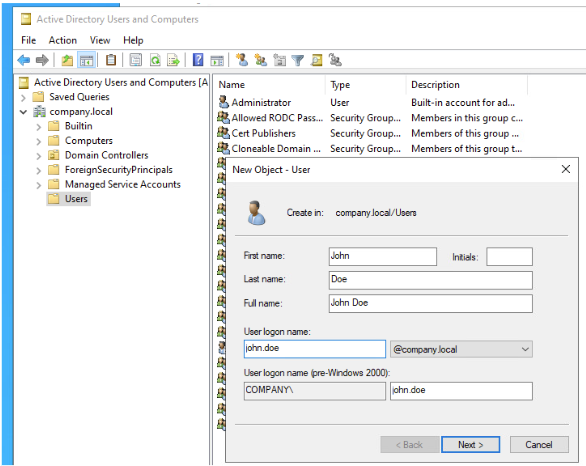 Active Directory Users and Computers
File Action View Help
Active Directory Users and Computers [A
Saved Queries
company.local
Builtin
Computers
Domain Controllers
ForeignSecurityPrincipals
Managed Service Accounts
Users
Name Type Description
Administrator User Built-in account for ad...
Allowed RODC Pass... Security Group... Members in this group c...
Cert Publishers Security Group... Members of this group ...
Cloneable Domain ... Security Group... Members of this group t...
New Object - User
Create in: company.local/Users
First name: John Initials:
Last name: Doe
Full name: John Doe
User logon name:
john.doe @company.local
User logon name (pre-Windows 2000):
COMPANY\ john.doe
< Back Next > Cancel